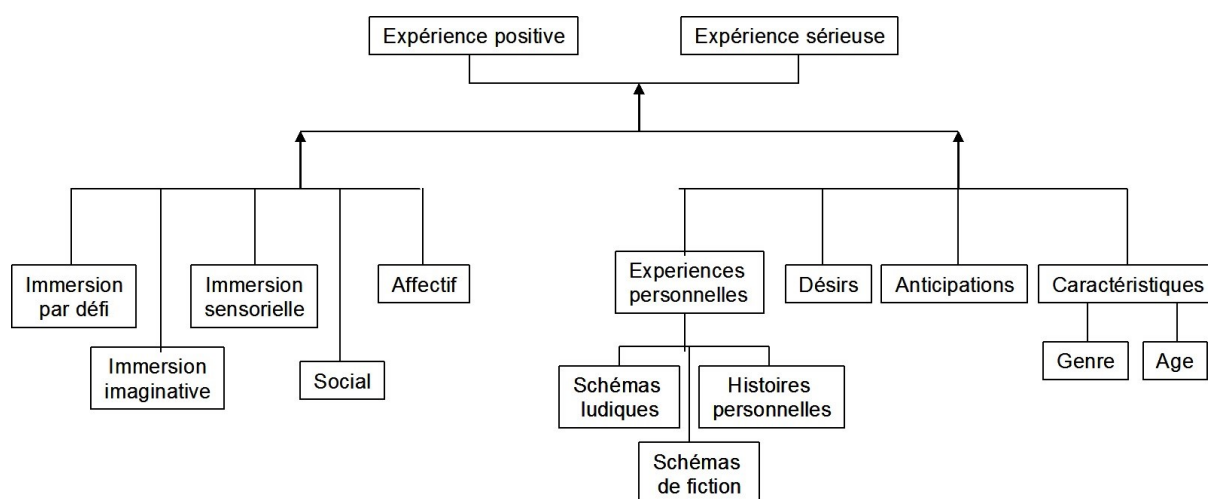 Expérience positive
Expérience sérieuse
Immersion
par défi
Immersion
imaginative
Immersion
sensorielle
Social
Affectif
Experiences
personnelles
Schémas
ludiques
Schémas
de fiction
Histoires
personnelles
Désirs
Anticipations
Caractéristiques
Genre
Age